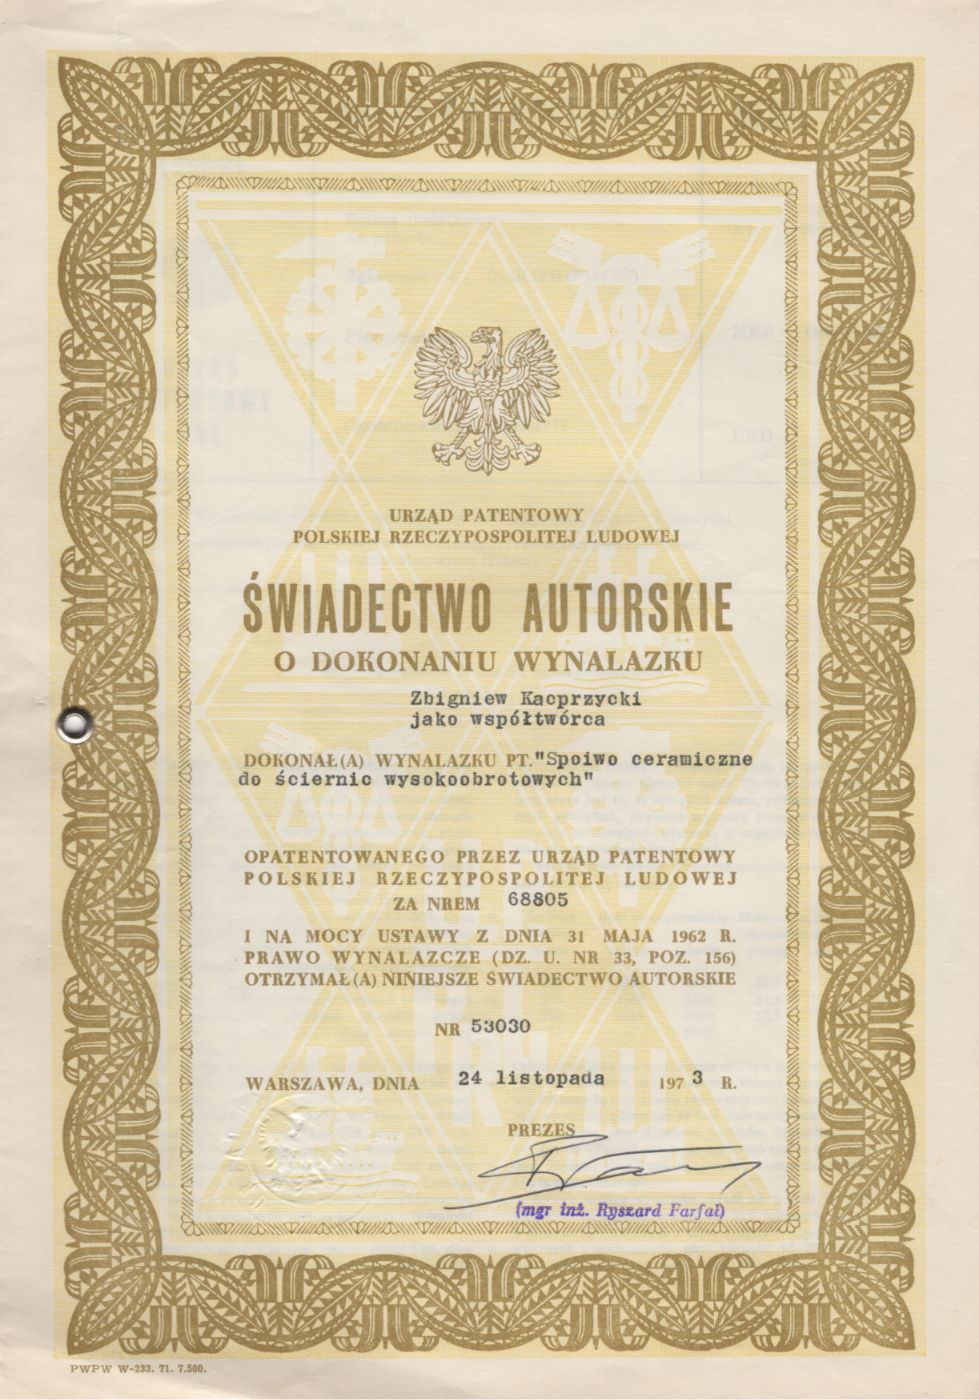 URZĄD PATENTOWY
POLSKIEJ RZECZYPOSPOLITEJ LUDOWEJ
ŚWIADECTWO AUTORSKIE
O DOKONANIU WYNALAZKU
Zbigniew Kacprzycki
jako współtwórca
DOKONAŁ(A) WYNALAZKU PT."Spoiwo ceramiczne
do ściernic wysokoobrotowych"
OPATENTOWANEGO PRZEZ URZĄD PATENTOWY
POLSKIEJ RZECZYPOSPOLITEJ LUDOWEJ
ZA NREM 68805
I NA MOCY USTAWY Z DNIA 31 MAJA 1962 R.
PRAWO WYNALAZCZE (DZ. U. NR 33, POZ. 156)
OTRZYMAŁ(A) NINIEJSZE ŚWIADECTWO AUTORSKIE
NR 53030
WARSZAWA, DNIA 24 listopada 1973 R.
PREZES
(mgr inż. Ryszard Farfał)
PWPW W-233. 71. 7.500.